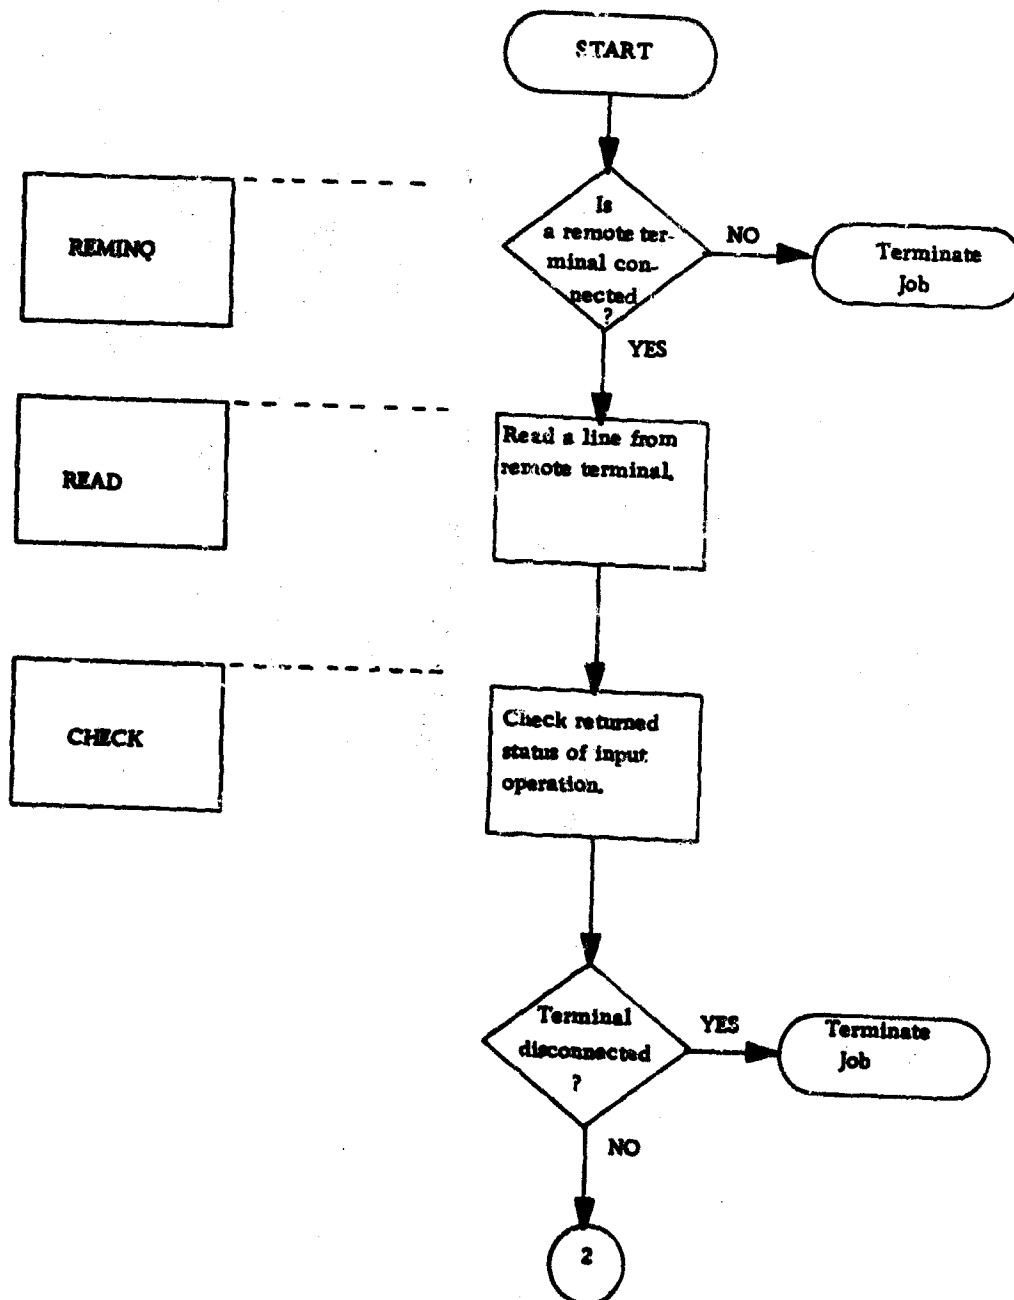 START
REMINQ
Is
a remote ter-
minal con-
nected
?
NO
Terminate
Job
YES
READ
Read a line from
remote terminal.
CHECK
Check returned
status of input
operation.
Terminal
disconnected
?
YES
Terminate
Job
NO
2